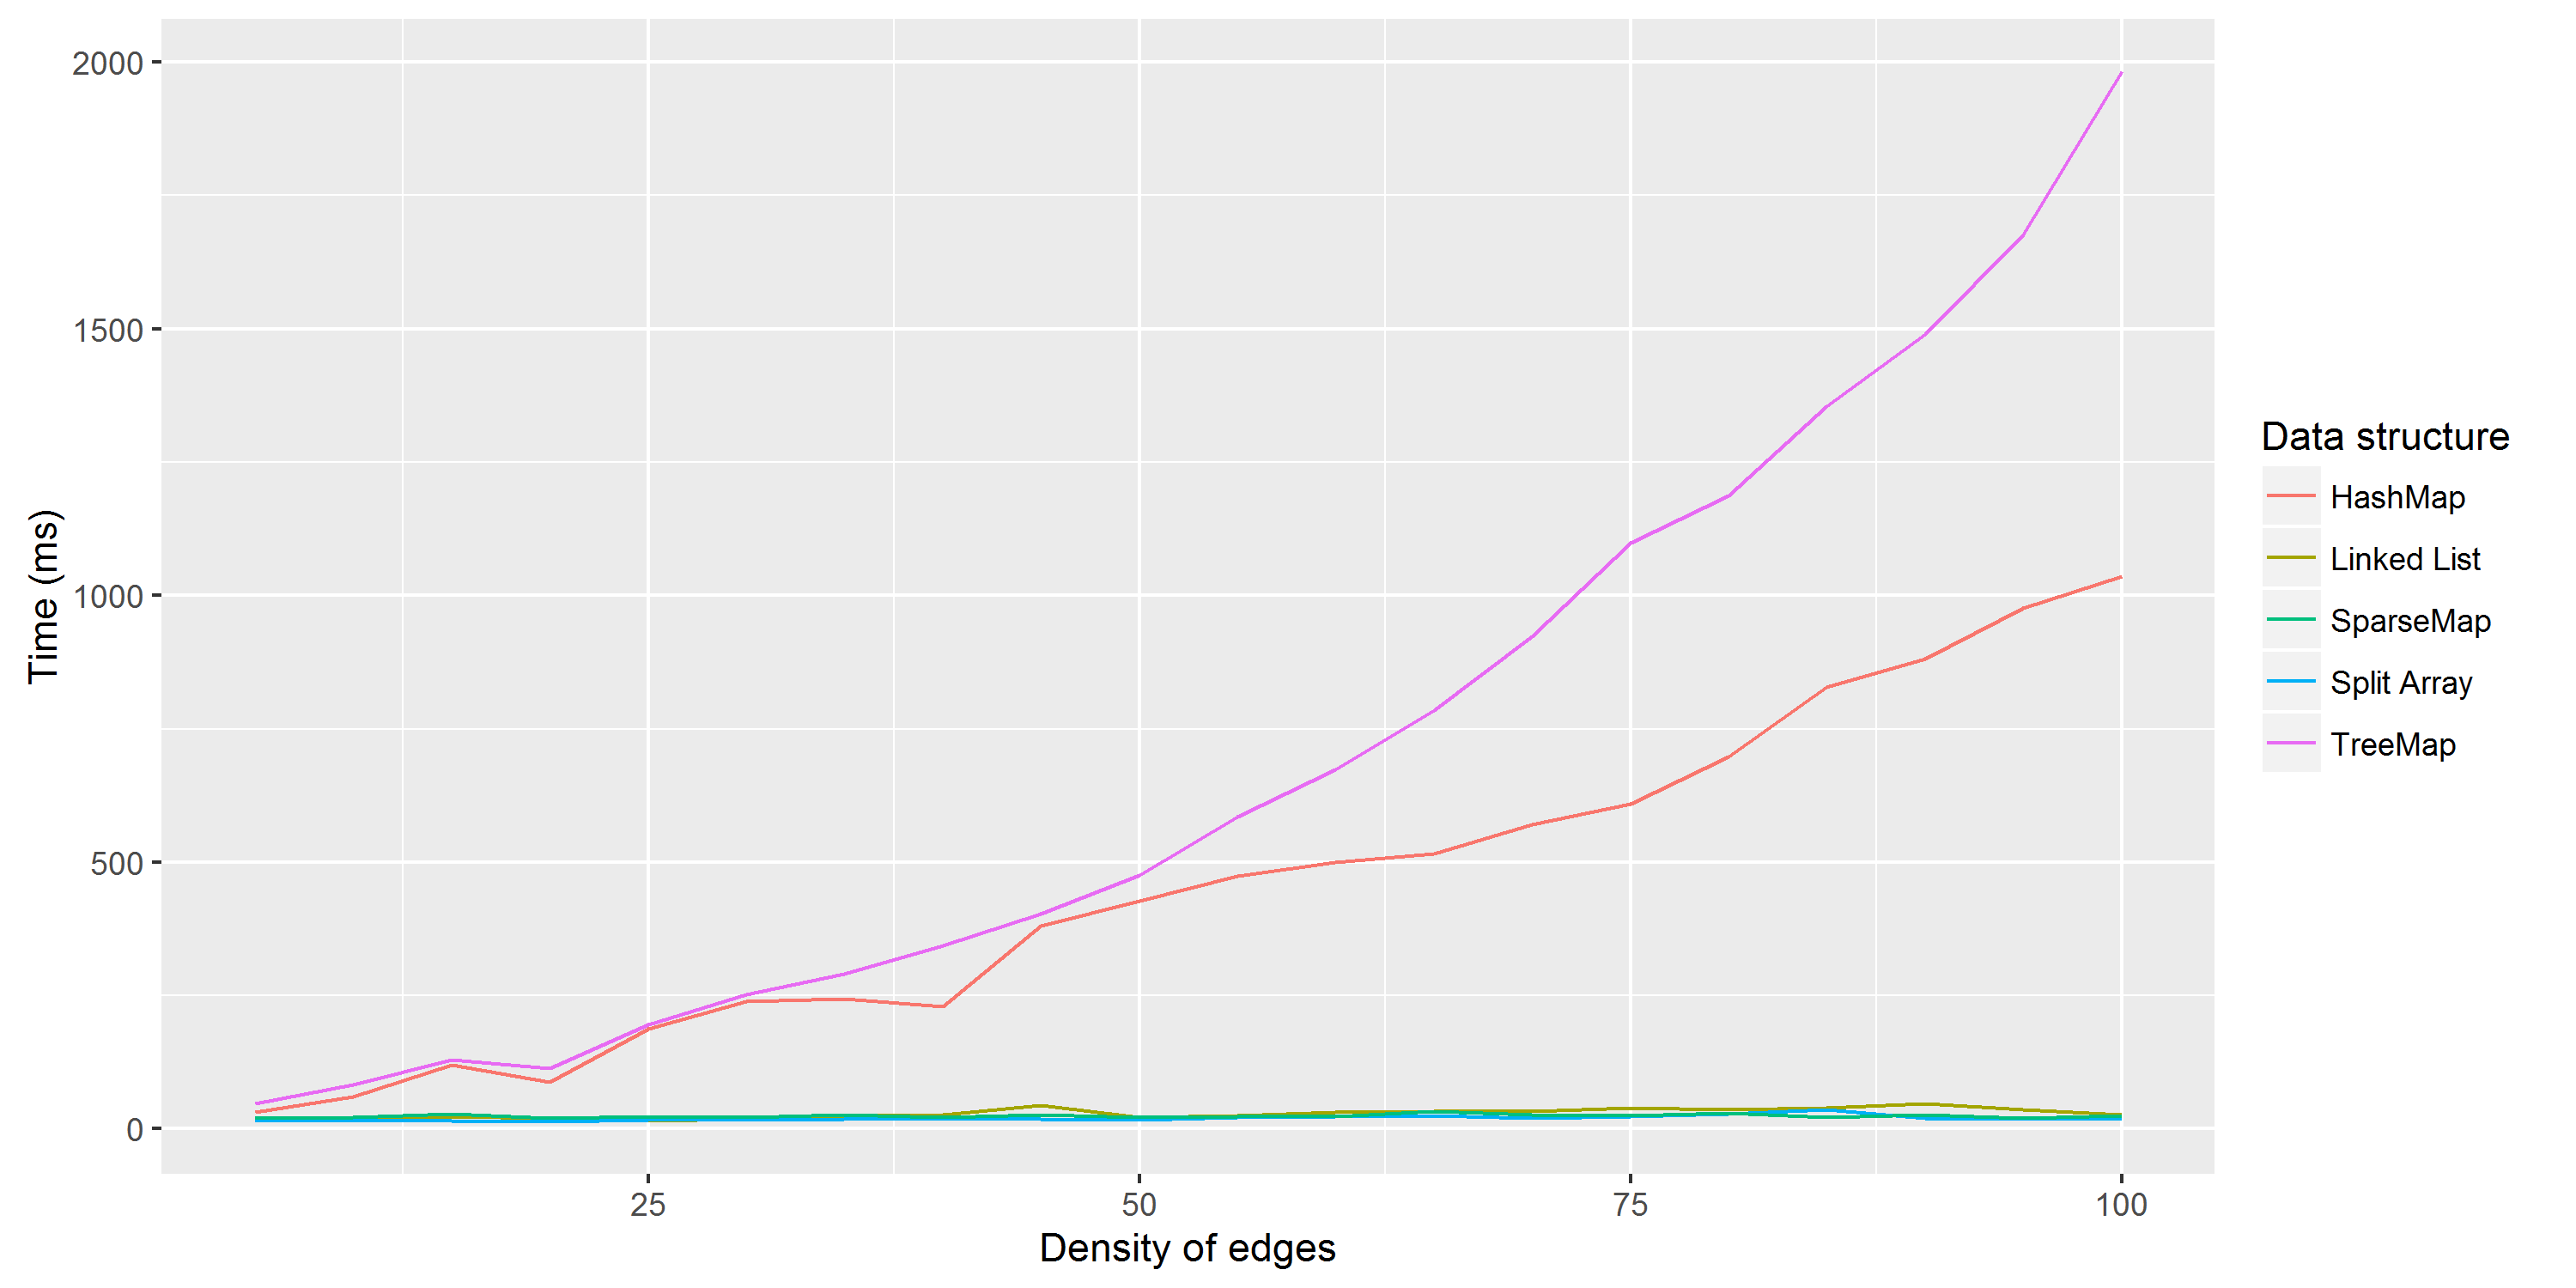 2000
1500
1000
500
0
Time (ms)
25 50 75 100
Density of edges
Data structure
HashMap
Linked List
SparseMap
Split Array
TreeMap